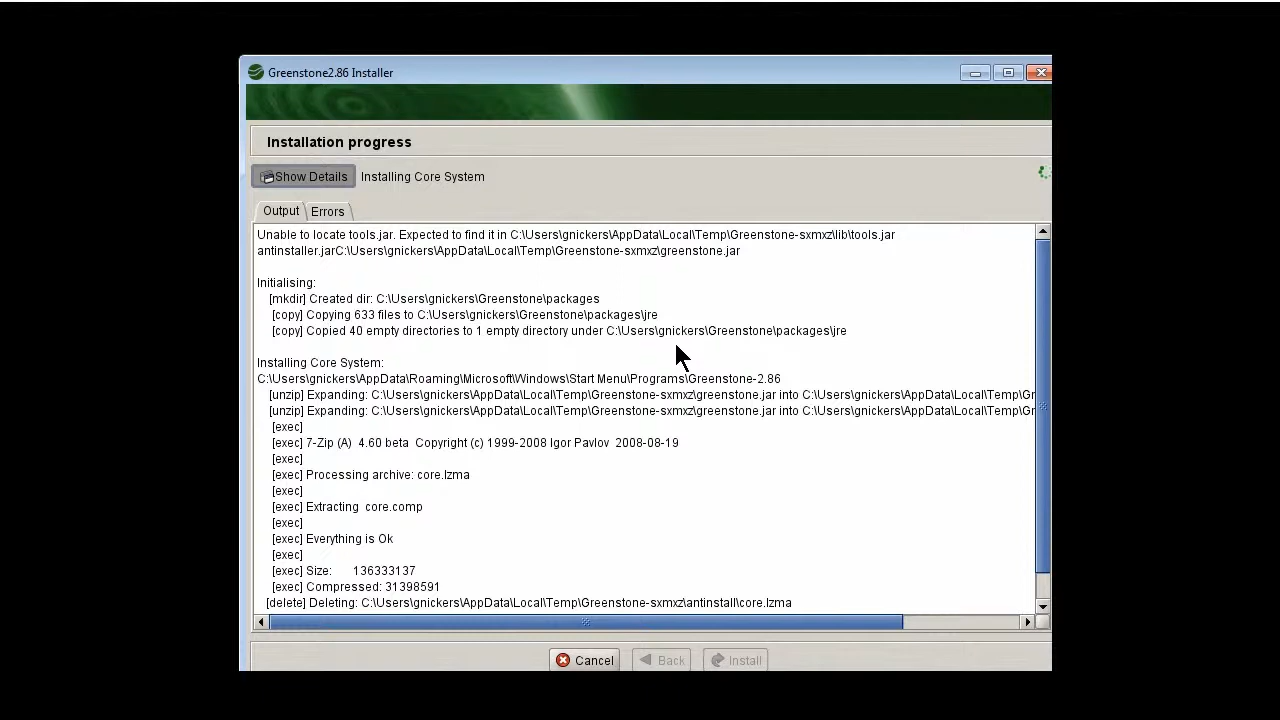 Greenstone2.86 Installer
Installation progress
Show Details
Installing Core System
Output
Errors
Unable to locate tools.jar. Expected to find it in C:\Users\gnickers\AppData\Local\Temp\Greenstone-sxmxz\lib\tools.jar
antinstaller.jarC:\Users\gnickers\AppData\Local\Temp\Greenstone-sxmxz\greenstone.jar
Initialising:
[mkdir] Created dir: C:\Users\gnickers\Greenstone\packages
[copy] Copying 633 files to C:\Users\gnickers\Greenstone\packages\jre
[copy] Copied 40 empty directories to 1 empty directory under C:\Users\gnickers\Greenstone\packages\jre
Installing Core System:
C:\Users\gnickers\AppData\Roaming\Microsoft\Windows\Start Menu\Programs\Greenstone-2.86
[unzip] Expanding: C:\Users\gnickers\AppData\Local\Temp\Greenstone-sxmxz\greenstone.jar into C:\Users\gnickers\AppData\Local\Temp\Gr
[unzip] Expanding: C:\Users\gnickers\AppData\Local\Temp\Greenstone-sxmxz\greenstone.jar into C:\Users\gnickers\AppData\Local\Temp\Gr
[exec]
[exec] 7-Zip (A)  4.60 beta  Copyright (c) 1999-2008 Igor Pavlov  2008-08-19
[exec]
[exec] Processing archive: core.lzma
[exec]
[exec] Extracting  core.comp
[exec]
[exec] Everything is Ok
[exec]
[exec] Size:       136333137
[exec] Compressed: 31398591
[delete] Deleting: C:\Users\gnickers\AppData\Local\Temp\Greenstone-sxmxz\antinstall\core.lzma
Cancel
Back
Install